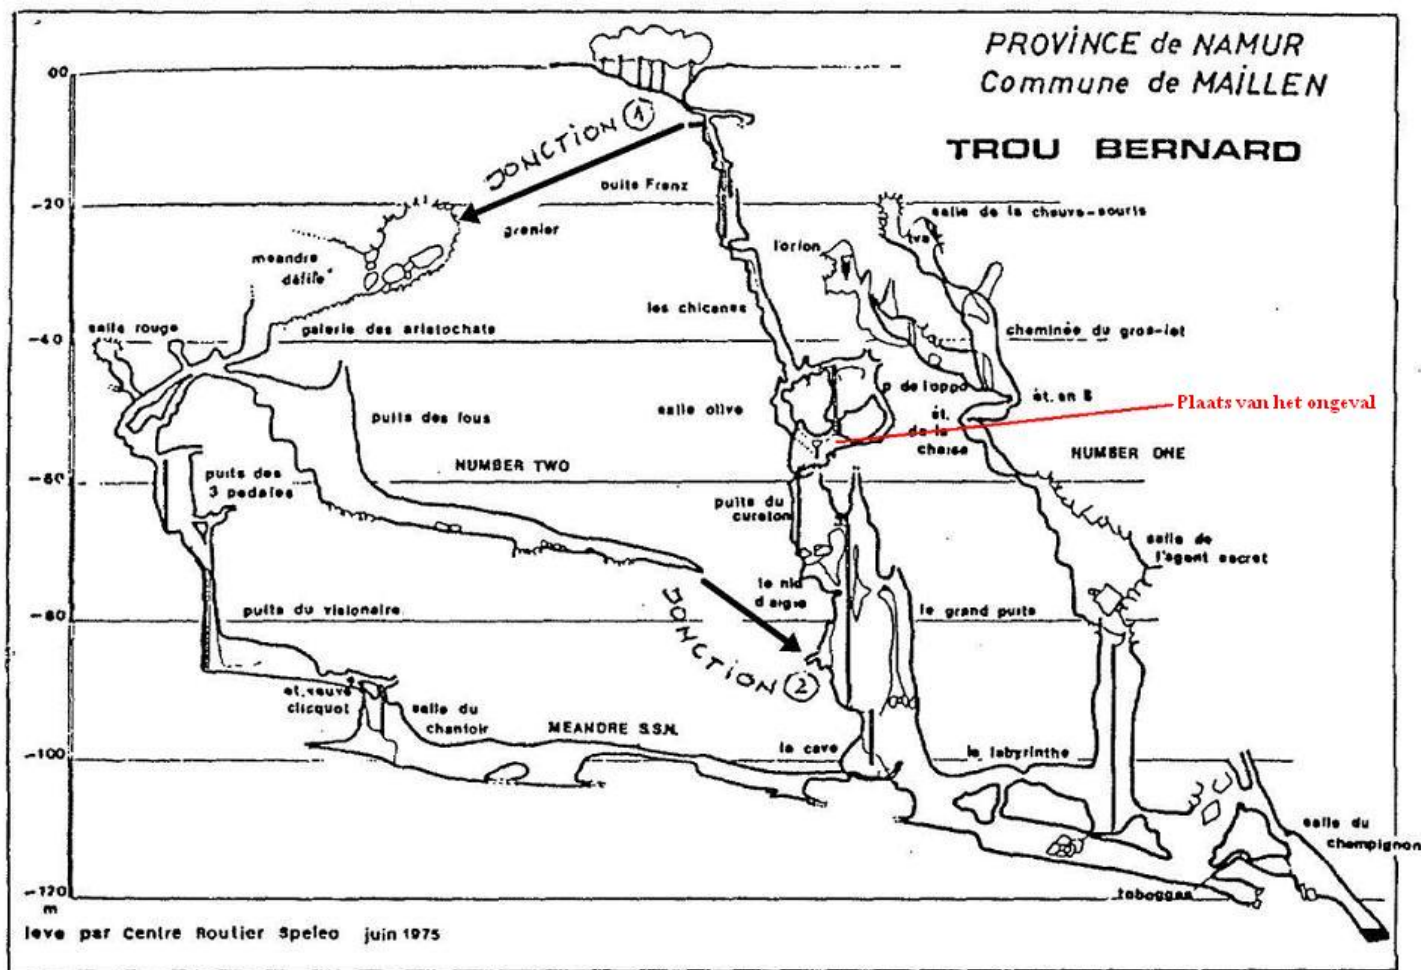 PROVINCE de NAMUR
Commune de MAILLEN
TROU BERNARD
00
JONCTION 1
puits Franz
-20
salle de la chauve-souris
grenier
tva
l'orion
meandre
défilé
les chicanes
salle rouge
galerie des aristochats
cheminée du gros-lot
-40
p de l'oppo
ét. en S
Plaats van het ongeval
salle olive
puits des fous
ét.
de la
chaise
NUMBER TWO
NUMBER ONE
-60
puits des
3 pedales
puits du
cureton
salle de
l'agent secret
le nid
d'aigle
puits du visionaire
le grand puits
-80
JONCTION 2
et. veuve
clicquot
salle du
chantoir
MEANDRE S.S.N.
la cave
le labyrinthe
-100
salle du
champignon
toboggan
-120
m
levé par Centre Routier Speleo juin 1975